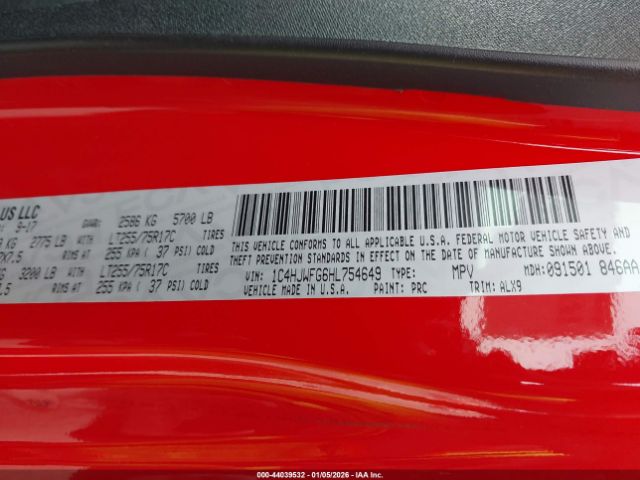 US LLC
9-17 GAWR: 2586 KG 5700 LB
KG 2775 LB WITH LT255/75R17C TIRES
X7.5 RIMS AT 255 KPA ( 37 PSI) COLD
3200 LB WITH LT255/75R17C TIRES
.5 RIMS AT 255 KPA ( 37 PSI) COLD
THIS VEHICLE CONFORMS TO ALL APPLICABLE U.S.A. FEDERAL MOTOR VEHICLE SAFETY AND
THEFT PREVENTION STANDARDS IN EFFECT ON THE DATE OF MANUFACTURE SHOWN ABOVE.
VIN: 1C4HJWFG6HL754649 TYPE: MPV MDH: 091501 846AA
VEHICLE MADE IN U.S.A. PAINT: PRC TRIM: ALX9
<<< 44039532 | 01/05/2026 | IAA Inc. >>>